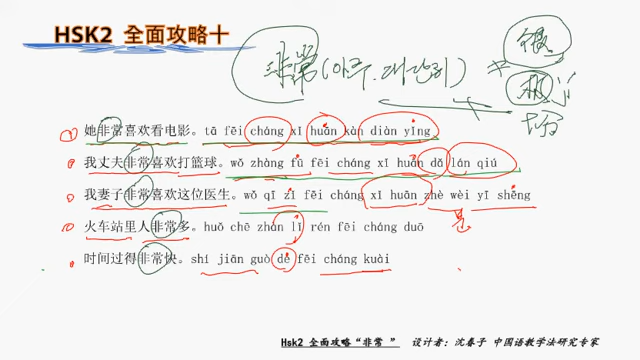 HSK2 全面攻略十
非常(아주.대단히) 很
极了
她非常喜欢看电影。tā fēi cháng xǐ huān kàn diàn yǐng
我丈夫非常喜欢打篮球。wǒ zhàng fū fēi cháng xǐ huān dǎ lán qiú
我妻子非常喜欢这位医生。wǒ qī zi fēi cháng xǐ huān zhè wèi yī shēng
火车站里人非常多。huǒ chē zhàn lǐ rén fēi cháng duō
时间过得非常快。shí jiān guò dé fēi cháng kuài
Hsk2 全面攻略“非常 ” 设计者: 沈春子 中国语教学法研究专家